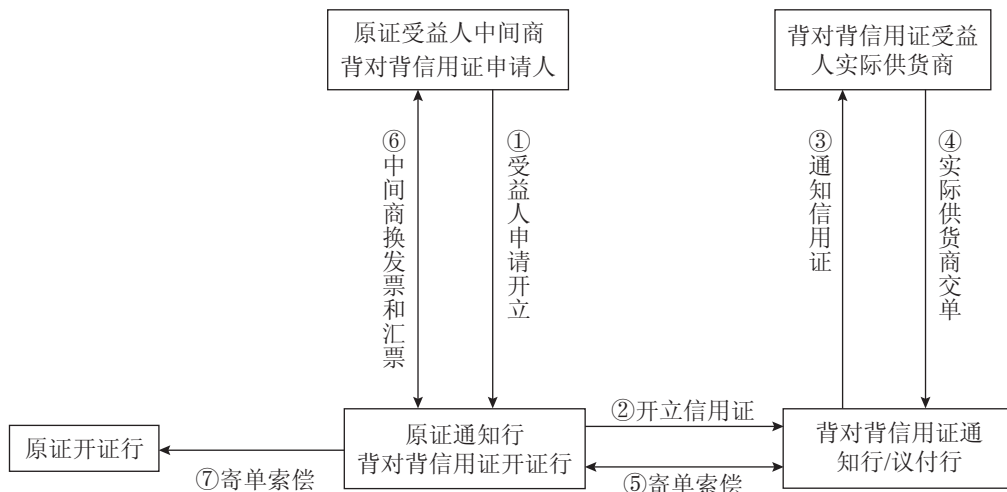 原证受益人中间商
背对背信用证申请人
背对背信用证受益
人实际供货商
⑥中间商换发票和汇票
①受益人申请开立
③通知信用证
④实际供货商交单
②开立信用证
原证开证行
原证通知行
背对背信用证开证行
背对背信用证通
知行/议付行
⑦寄单索偿
⑤寄单索偿